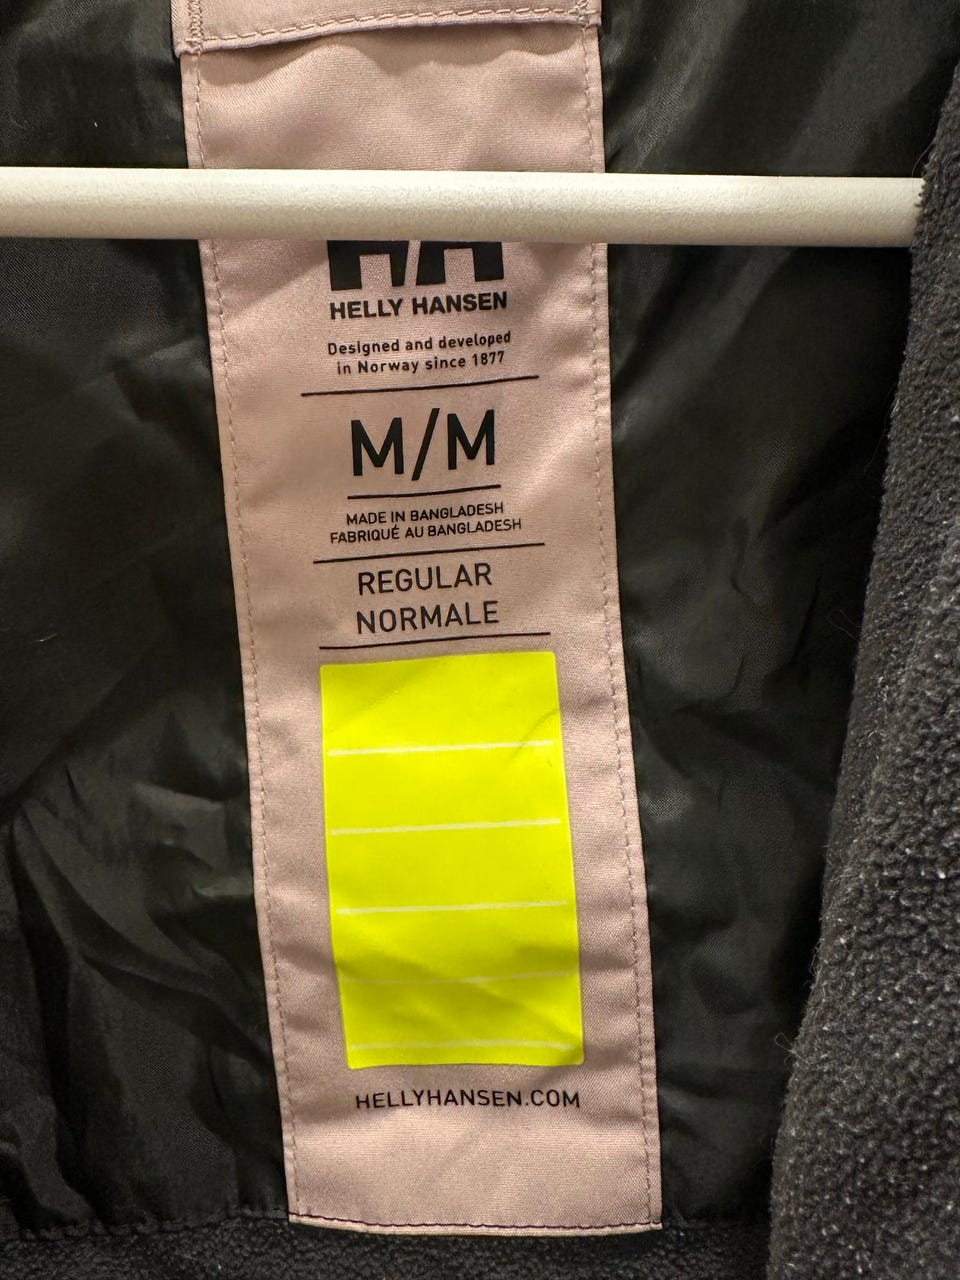 HH
HELLY HANSEN
Designed and developed
in Norway since 1877
M/M
MADE IN BANGLADESH
FABRIQUÉ AU BANGLADESH
REGULAR
NORMALE
HELLYHANSEN.COM